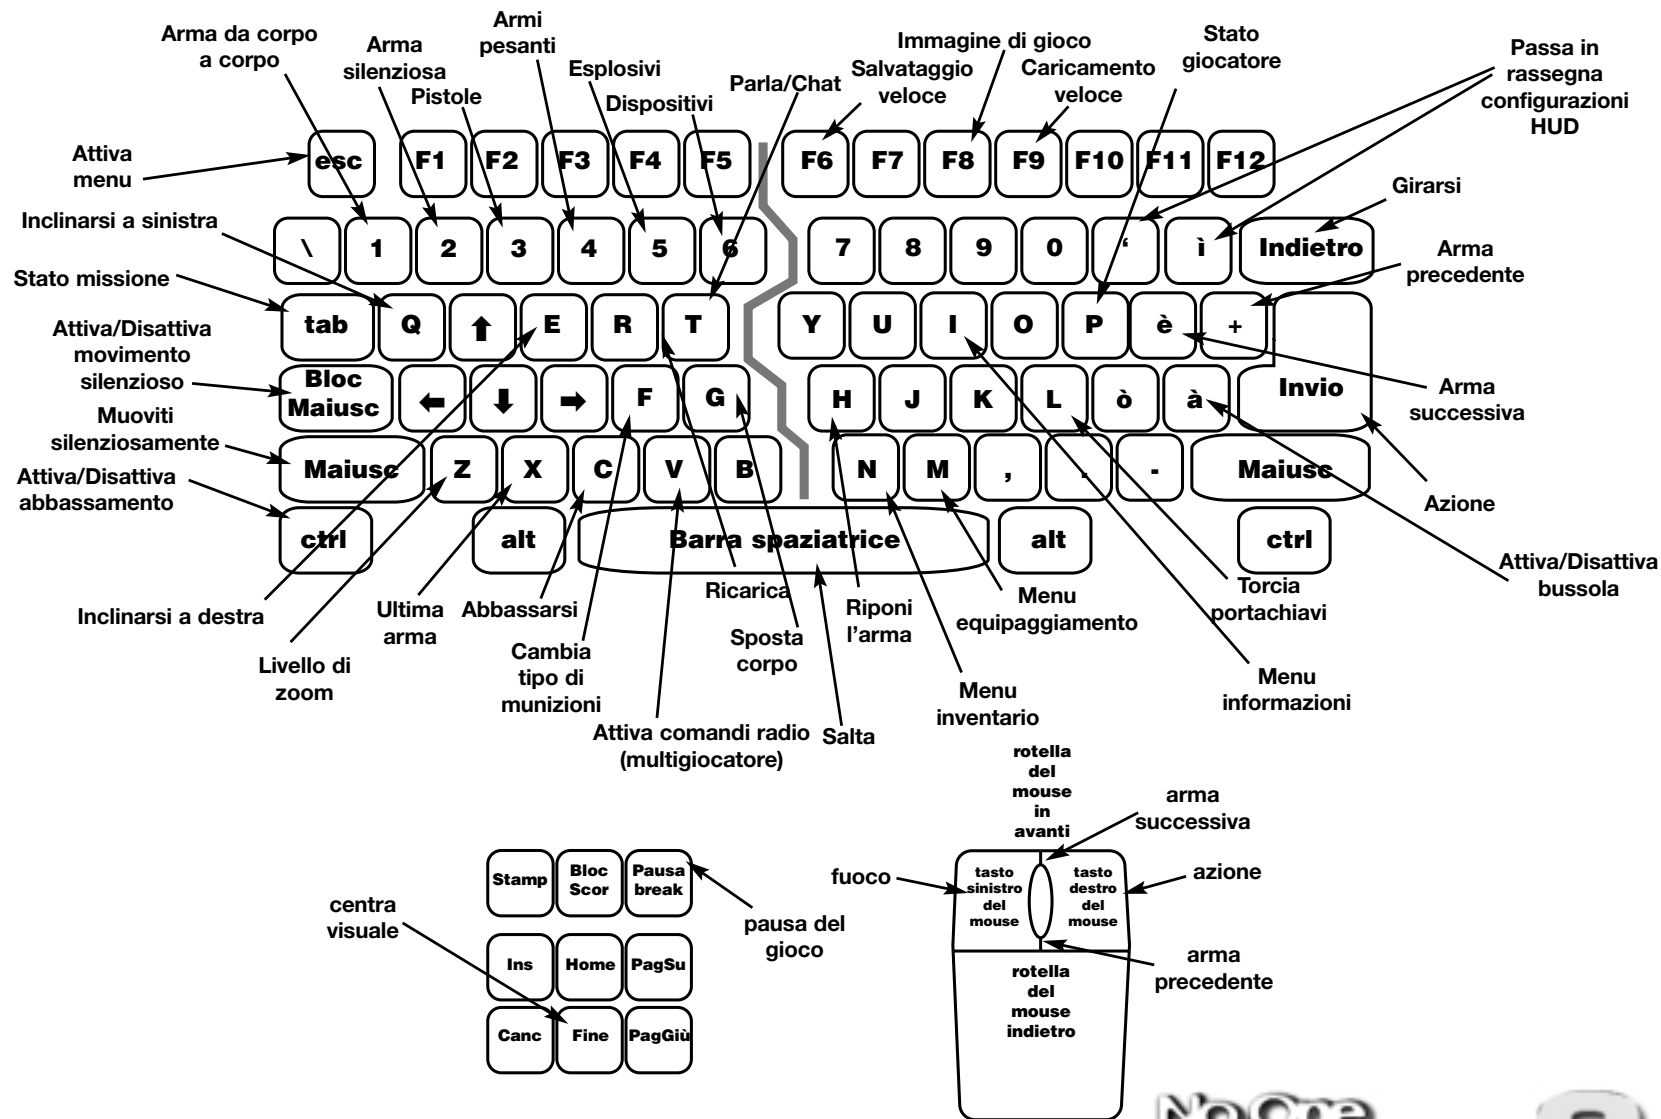 Arma da corpo
a corpo
Arma
silenziosa
Pistole
Armi
pesanti
Esplosivi
Dispositivi
Parla/Chat
Immagine di gioco
Salvataggio
veloce
Caricamento
veloce
Stato
giocatore
Passa in
rassegna
configurazioni
HUD
Attiva
menu
esc F1 F2 F3 F4 F5 F6 F7 F8 F9 F10 F11 F12
Girarsi
Inclinarsi a sinistra
\ 1 2 3 4 5 6 7 8 9 0 ‘ ì Indietro
Arma
precedente
Stato missione
tab Q ⬆ E R T Y U I O P è +
Attiva/Disattiva
movimento
silenzioso
Bloc
Maiusc
⬅ ⬇ ➡ F G H J K L ò à Invio
Arma
successiva
Muoviti
silenziosamente
Maiusc Z X C V B N M , . - Maiusc
Attiva/Disattiva
abbassamento
Azione
ctrl alt Barra spaziatrice alt ctrl
Attiva/Disattiva
bussola
Inclinarsi a destra
Livello di
zoom
Ultima
arma
Abbassarsi
Cambia
tipo di
munizioni
Ricarica
Sposta
corpo
Riponi
l’arma
Menu
equipaggiamento
Torcia
portachiavi
Menu
informazioni
Menu
inventario
Attiva comandi radio
(multigiocatore)
Salta
rotella
del
mouse
in
avanti
arma
successiva
Stamp
Bloc
Scor
Pausa
break
fuoco
tasto
sinistro
del
mouse
tasto
destro
del
mouse
azione
centra
visuale
pausa del
gioco
Ins Home PagSu
arma
precedente
rotella
del
mouse
indietro
Canc Fine PagGiù
No One